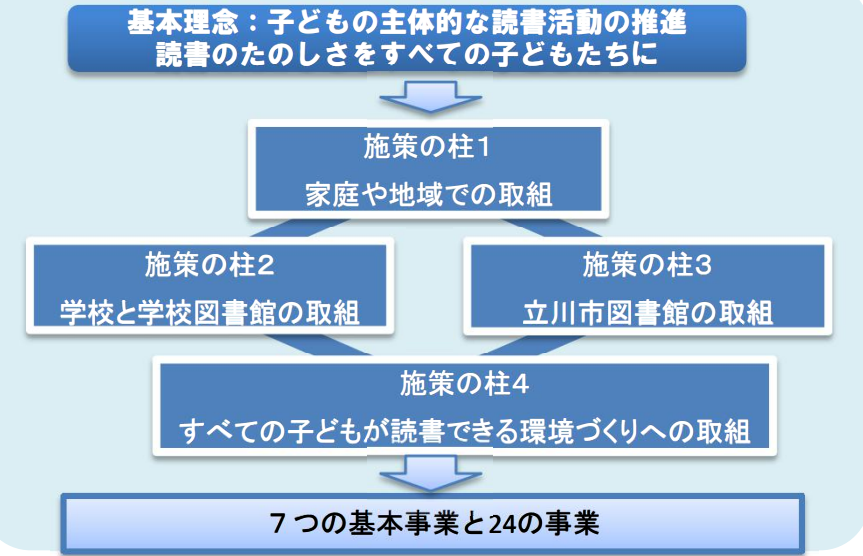 基本理念：子どもの主体的な読書活動の推進
読書のたのしさをすべての子どもたちに
施策の柱１
家庭や地域での取組
施策の柱２
学校と学校図書館の取組
施策の柱３
立川市図書館の取組
施策の柱４
すべての子どもが読書できる環境づくりへの取組
７つの基本事業と24の事業